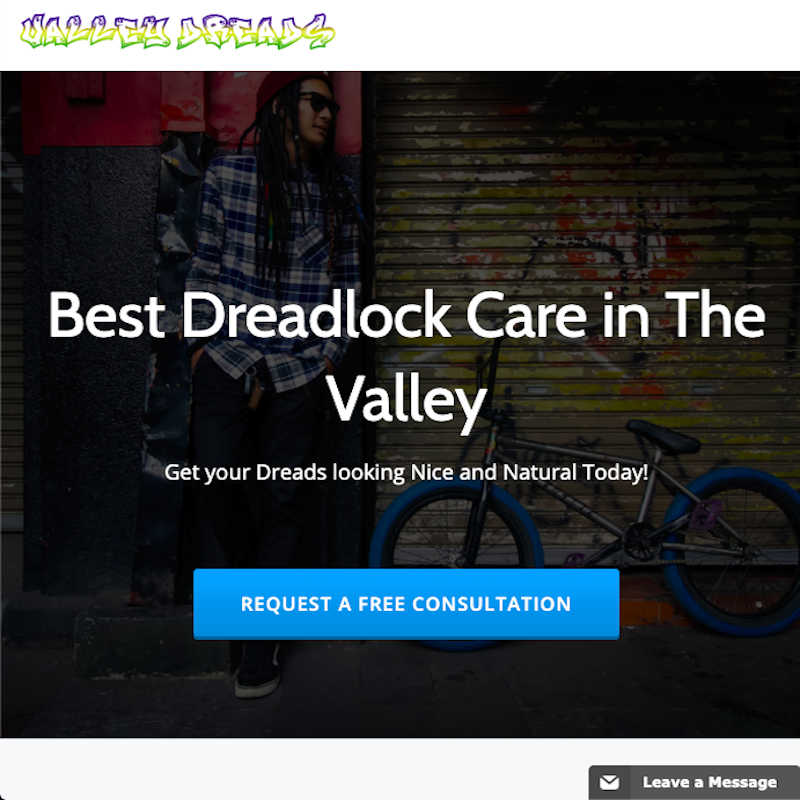 VALLEY DREADS
Best Dreadlock Care in The
Valley
Get your Dreads looking Nice and Natural Today!
REQUEST A FREE CONSULTATION
Leave a Message